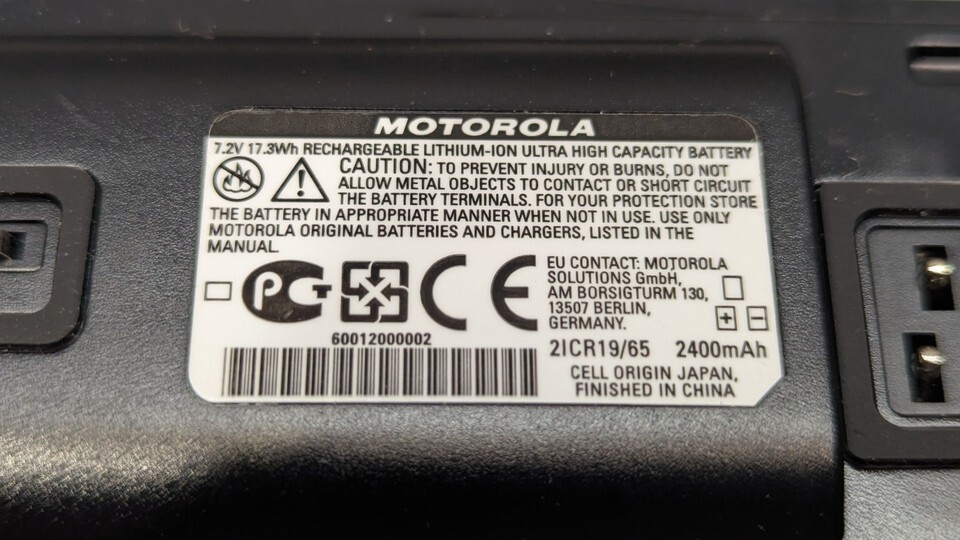 MOTOROLA
7.2V 17.3Wh RECHARGEABLE LITHIUM-ION ULTRA HIGH CAPACITY BATTERY
CAUTION: TO PREVENT INJURY OR BURNS, DO NOT
ALLOW METAL OBJECTS TO CONTACT OR SHORT CIRCUIT
THE BATTERY TERMINALS. FOR YOUR PROTECTION STORE
THE BATTERY IN APPROPRIATE MANNER WHEN NOT IN USE. USE ONLY
MOTOROLA ORIGINAL BATTERIES AND CHARGERS, LISTED IN THE
MANUAL.
EU CONTACT: MOTOROLA
SOLUTIONS GmbH,
AM BORSIGTURM 130,
13507 BERLIN,
GERMANY.
РСТ
CE
+ −
60012000002
2ICR19/65 2400mAh
CELL ORIGIN JAPAN,
FINISHED IN CHINA